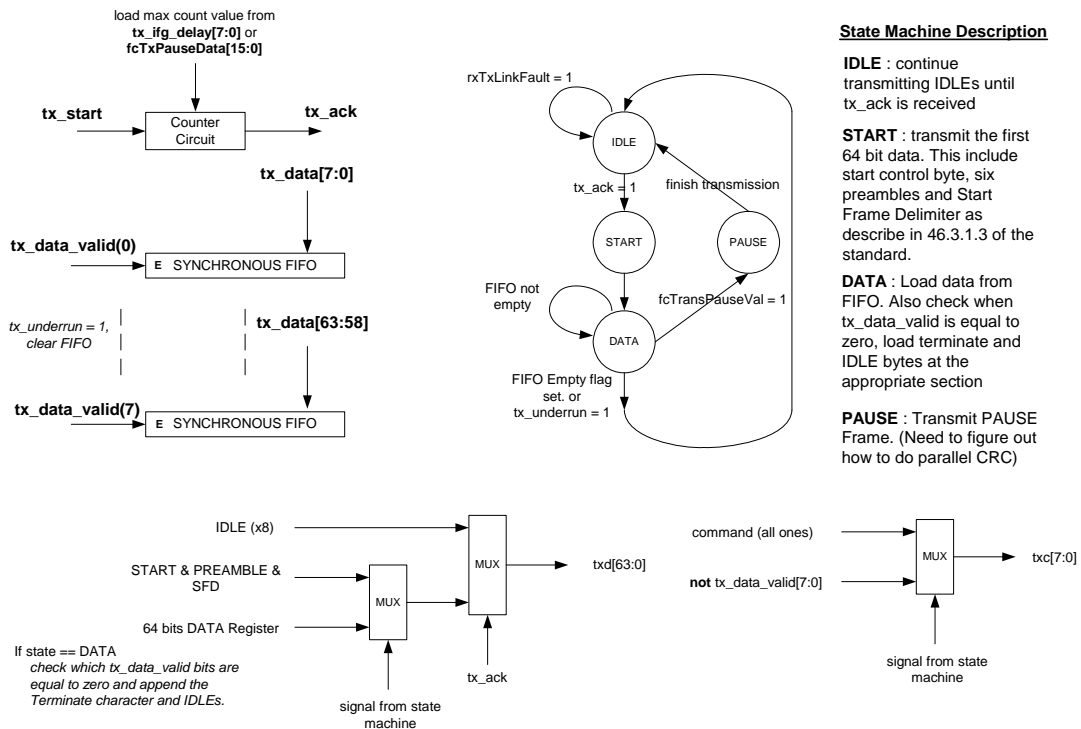 load max count value from
tx_ifg_delay[7:0] or
fcTxPauseData[15:0]
tx_start
Counter
Circuit
tx_ack
tx_data[7:0]
tx_data_valid(0)
E SYNCHRONOUS FIFO
tx_underrun = 1,
clear FIFO
tx_data[63:58]
tx_data_valid(7)
E SYNCHRONOUS FIFO
rxTxLinkFault = 1
IDLE
tx_ack = 1
finish transmission
START
PAUSE
FIFO not
empty
fcTransPauseVal = 1
DATA
FIFO Empty flag
set. or
tx_underrun = 1
State Machine Description
IDLE : continue
transmitting IDLEs until
tx_ack is received
START : transmit the first
64 bit data. This include
start control byte, six
preambles and Start
Frame Delimiter as
describe in 46.3.1.3 of the
standard.
DATA : Load data from
FIFO. Also check when
tx_data_valid is equal to
zero, load terminate and
IDLE bytes at the
appropriate section
PAUSE : Transmit PAUSE
Frame. (Need to figure out
how to do parallel CRC)
IDLE (x8)
START & PREAMBLE &
SFD
64 bits DATA Register
MUX
MUX
txd[63:0]
tx_ack
signal from state
machine
If state == DATA
check which tx_data_valid bits are
equal to zero and append the
Terminate character and IDLEs.
command (all ones)
not tx_data_valid[7:0]
MUX
txc[7:0]
signal from state
machine